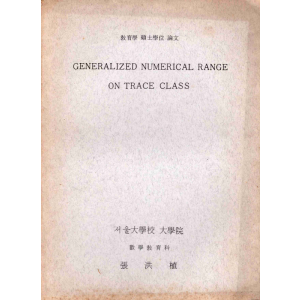 敎育學 碩士學位 論文
GENERALIZED NUMERICAL RANGE
ON TRACE CLASS
서울大學校 大學院
數學敎育科
張洪植